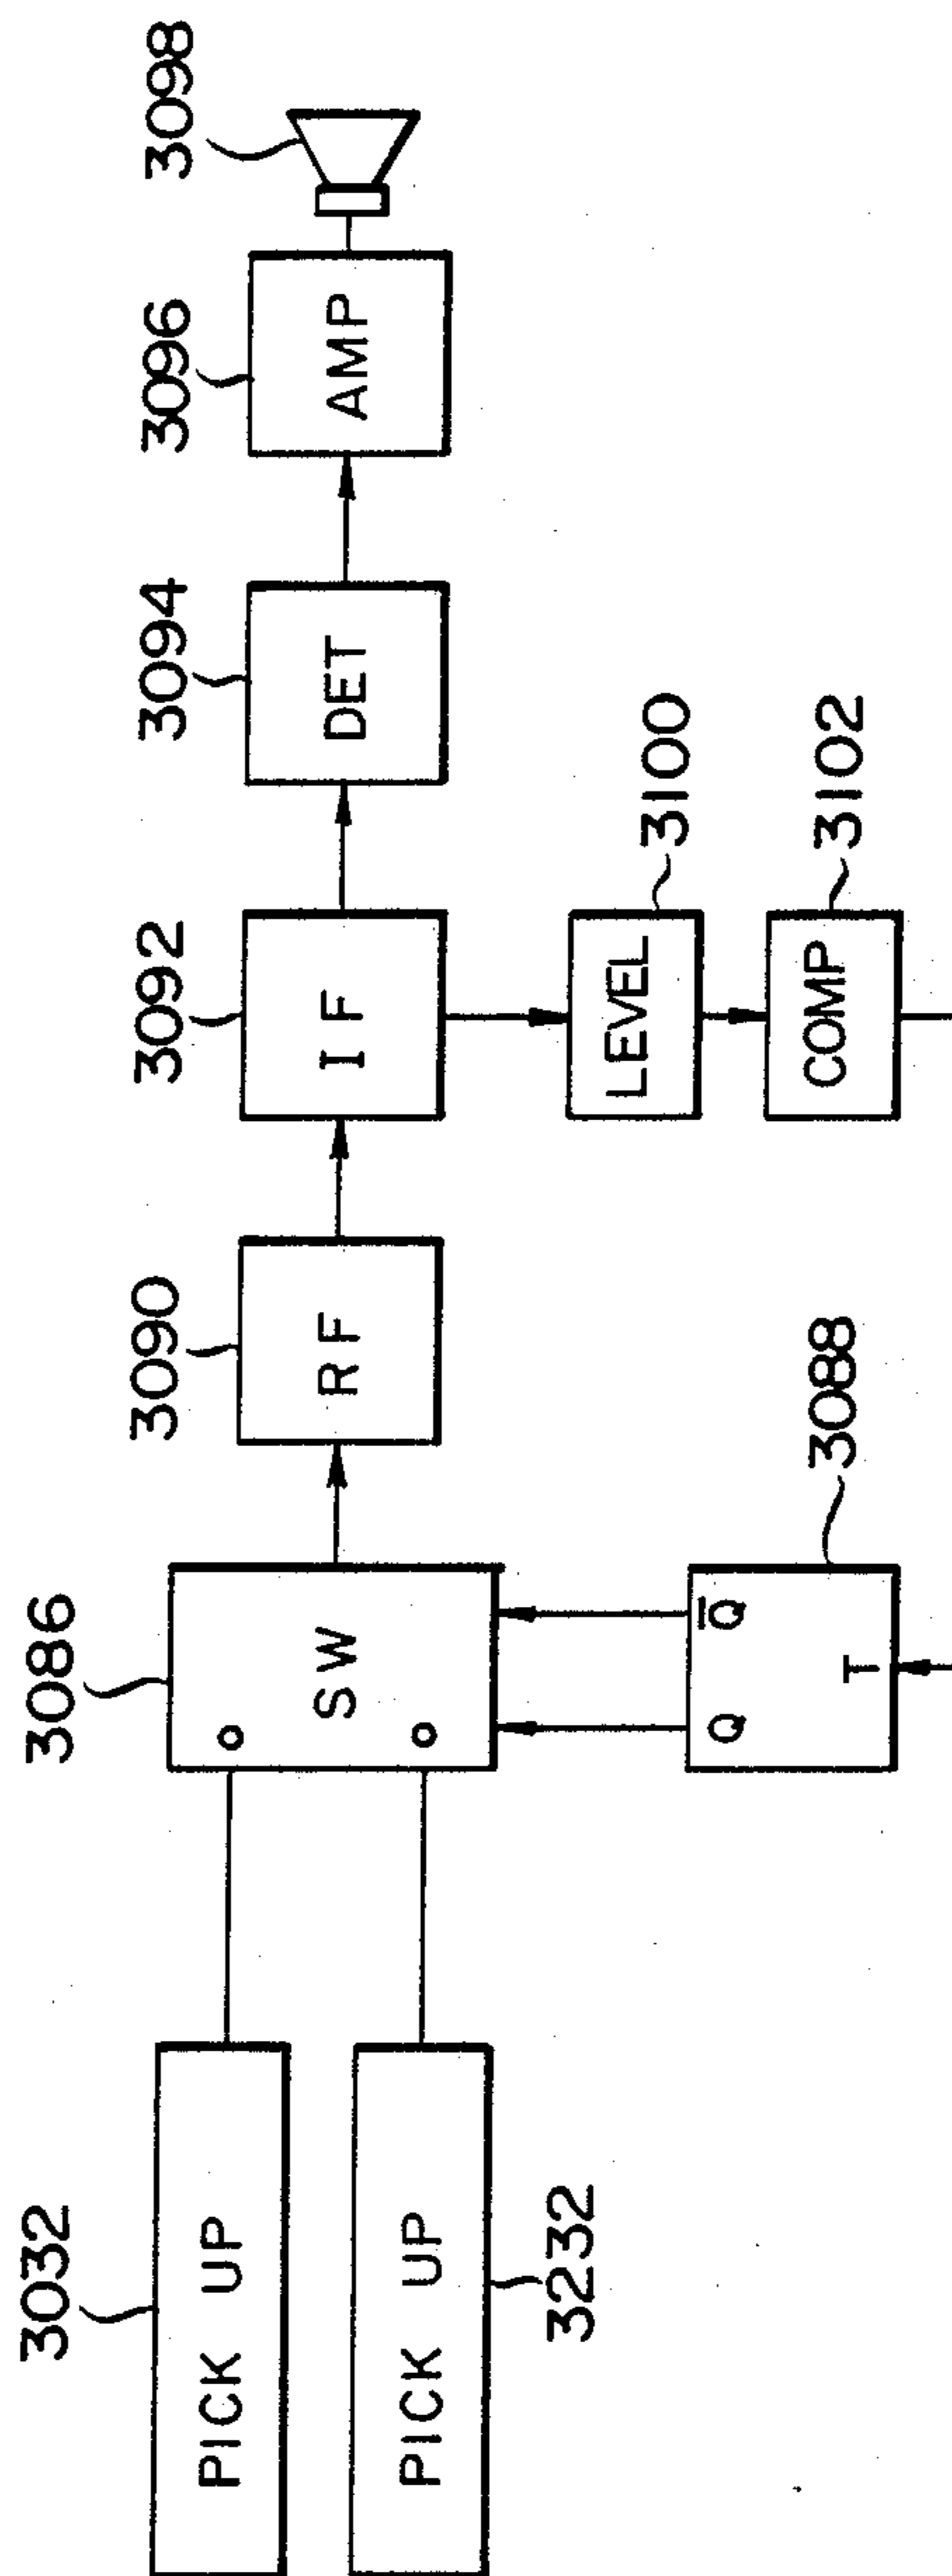 3032
PICK UP
3232
PICK UP
3086
SW
3088
Q
Q̅
T
3090
RF
3092
IF
3100
LEVEL
3102
COMP
3094
DET
3096
AMP
3098